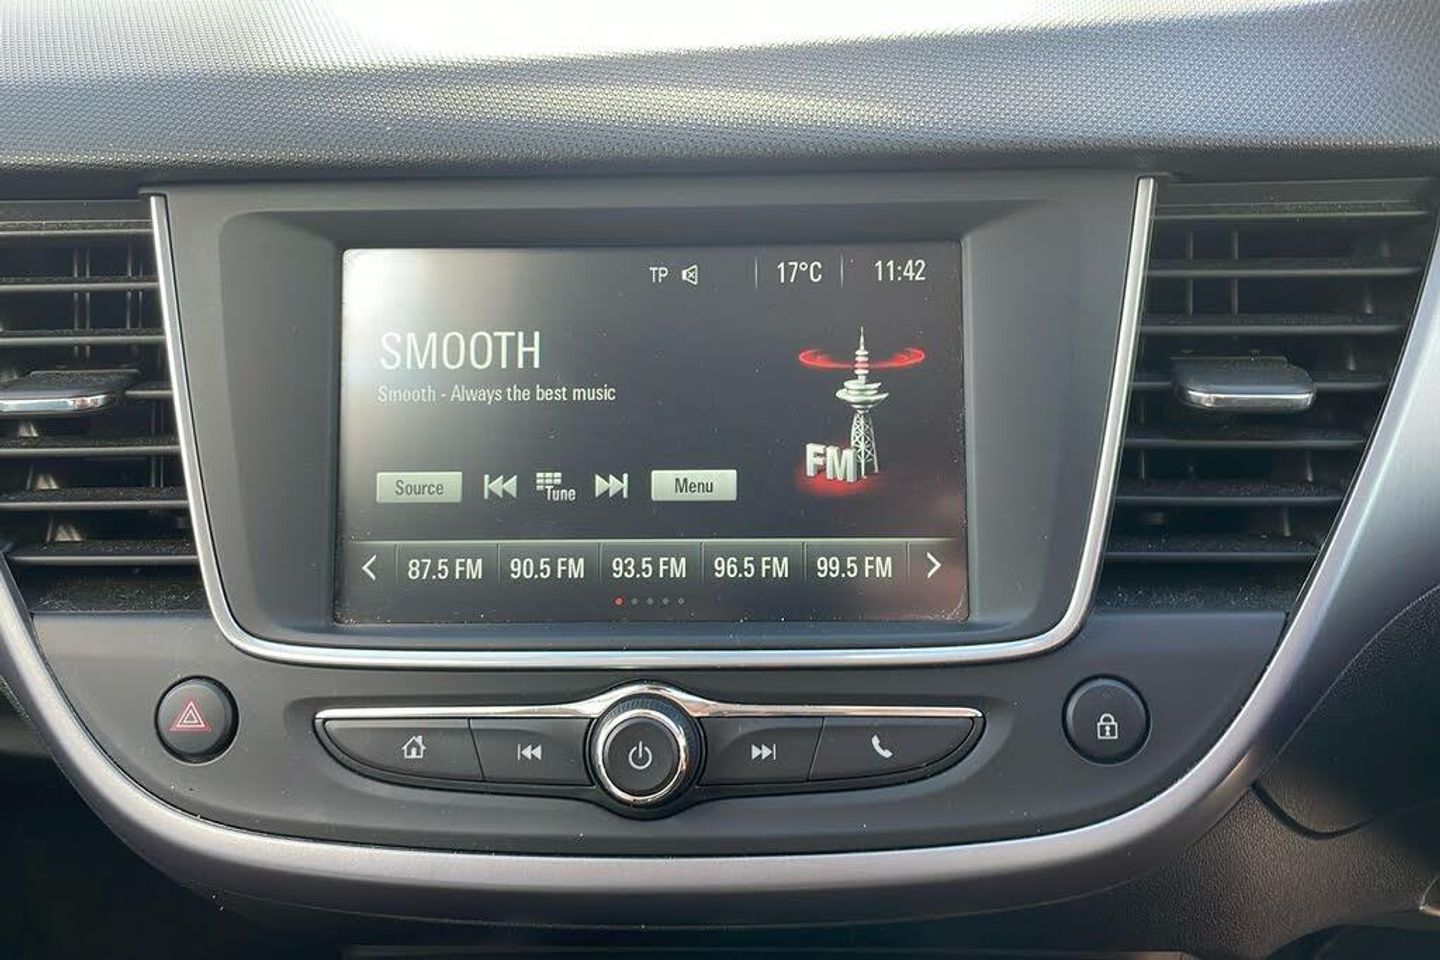 TP 17°C 11:42
SMOOTH
Smooth - Always the best music
FM
Source Tune Menu
87.5 FM 90.5 FM 93.5 FM 96.5 FM 99.5 FM